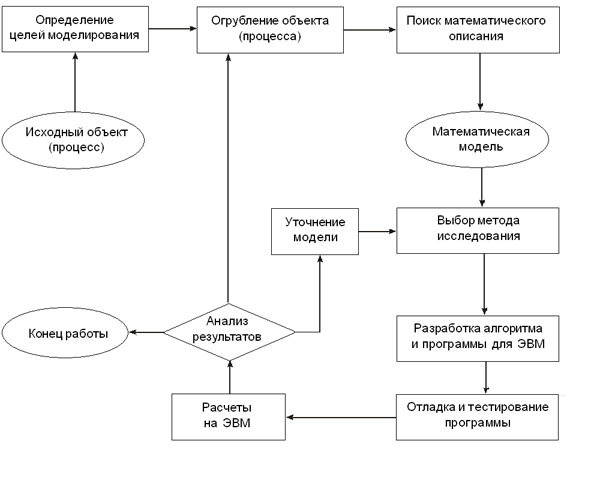 Определение
целей моделирования
Огрубление объекта
(процесса)
Поиск математического
описания
Исходный объект
(процесс)
Математическая
модель
Уточнение
модели
Выбор метода
исследования
Конец работы
Анализ
результатов
Разработка алгоритма
и программы для ЭВМ
Расчеты
на ЭВМ
Отладка и тестирование
программы